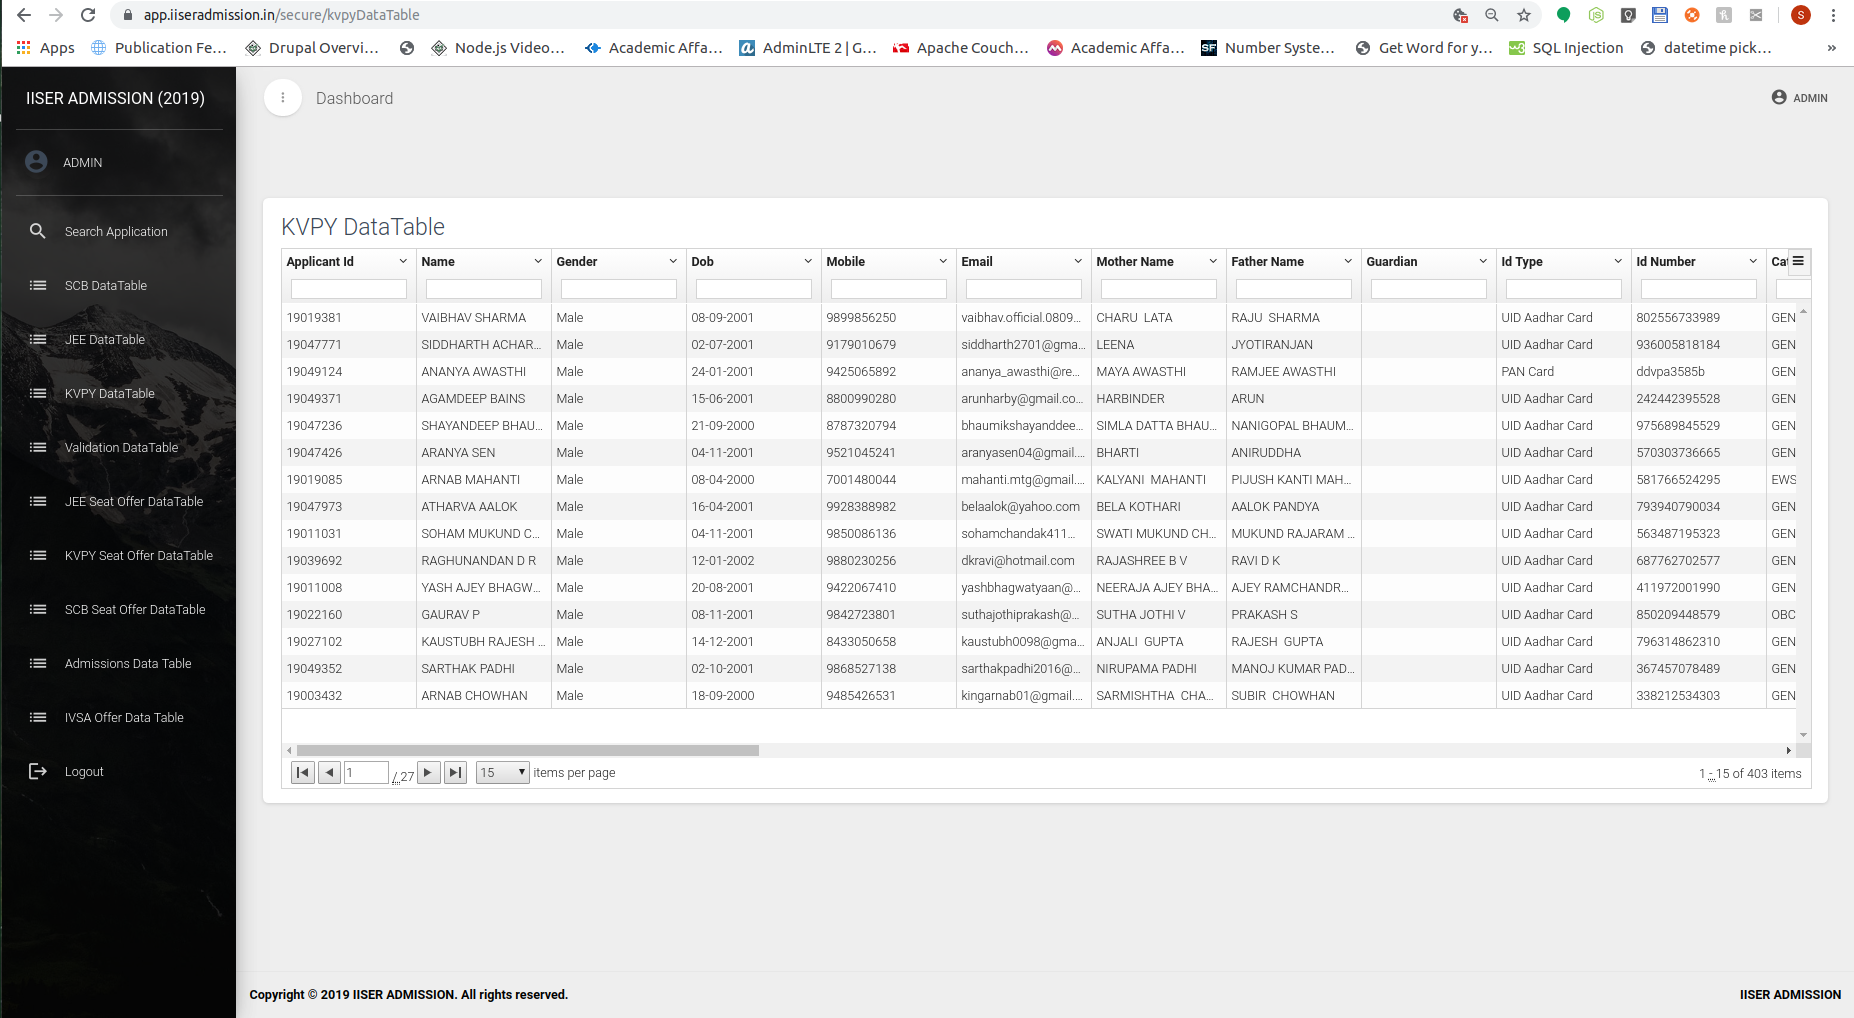 app.iiseradmission.in/secure/kvpyDataTable
Apps Publication Fe... Drupal Overvi... Node.js Video... Academic Affa... AdminLTE 2 | G... Apache Couch... Academic Affa... Number Syste... Get Word for y... SQL Injection datetime pick... »
IISER ADMISSION (2019)
Dashboard
ADMIN
ADMIN
Search Application
SCB DataTable
JEE DataTable
KVPY DataTable
Validation DataTable
JEE Seat Offer DataTable
KVPY Seat Offer DataTable
SCB Seat Offer DataTable
Admissions Data Table
IVSA Offer Data Table
Logout
KVPY DataTable
Applicant Id Name Gender Dob Mobile Email Mother Name Father Name Guardian Id Type Id Number Cat
19019381 VAIBHAV SHARMA Male 08-09-2001 9899856250 vaibhav.official.0809... CHARU LATA RAJU SHARMA UID Aadhar Card 802556733989 GEN
19047771 SIDDHARTH ACHAR... Male 02-07-2001 9179010679 siddharth2701@gma... LEENA JYOTIRANJAN UID Aadhar Card 936005818184 GEN
19049124 ANANYA AWASTHI Male 24-01-2001 9425065892 ananya_awasthi@re... MAYA AWASTHI RAMJEE AWASTHI PAN Card ddvpa3585b GEN
19049371 AGAMDEEP BAINS Male 15-06-2001 8800990280 arunharby@gmail.co... HARBINDER ARUN UID Aadhar Card 242442395528 GEN
19047236 SHAYANDEEP BHAU... Male 21-09-2000 8787320794 bhaumikshayanddee... SIMLA DATTA BHAU... NANIGOPAL BHAUM... UID Aadhar Card 975689845529 GEN
19047426 ARANYA SEN Male 04-11-2001 9521045241 aranyasen04@gmail.... BHARTI ANIRUDDHA UID Aadhar Card 570303736665 GEN
19019085 ARNAB MAHANTI Male 08-04-2000 7001480044 mahanti.mtg@gmail.... KALYANI MAHANTI PIJUSH KANTI MAH... UID Aadhar Card 581766524295 EWS
19047973 ATHARVA AALOK Male 16-04-2001 9928388982 belaalok@yahoo.com BELA KOTHARI AALOK PANDYA UID Aadhar Card 793940790034 GEN
19011031 SOHAM MUKUND C... Male 04-11-2001 9850086136 sohamchandak411... SWATI MUKUND CH... MUKUND RAJARAM ... UID Aadhar Card 563487195323 GEN
19039692 RAGHUNANDAN D R Male 12-01-2002 9880230256 dkravi@hotmail.com RAJASHREE B V RAVI D K UID Aadhar Card 687762702577 GEN
19011008 YASH AJEY BHAGW... Male 20-08-2001 9422067410 yashbhagwatyaan@... NEERAJA AJEY BHA... AJEY RAMCHANDR... UID Aadhar Card 411972001990 GEN
19022160 GAURAV P Male 08-11-2001 9842723801 suthajothiprakash@... SUTHA JOTHI V PRAKASH S UID Aadhar Card 850209448579 OBC
19027102 KAUSTUBH RAJESH ... Male 14-12-2001 8433050658 kaustubh0098@gma... ANJALI GUPTA RAJESH GUPTA UID Aadhar Card 796314862310 GEN
19049352 SARTHAK PADHI Male 02-10-2001 9868527138 sarthakpadhi2016@... NIRUPAMA PADHI MANOJ KUMAR PAD... UID Aadhar Card 367457078489 GEN
19003432 ARNAB CHOWHAN Male 18-09-2000 9485426531 kingarnab01@gmail.... SARMISHTHA CHA... SUBIR CHOWHAN UID Aadhar Card 338212534303 GEN
1 / 27 15 items per page 1 - 15 of 403 items
Copyright © 2019 IISER ADMISSION. All rights reserved. IISER ADMISSION